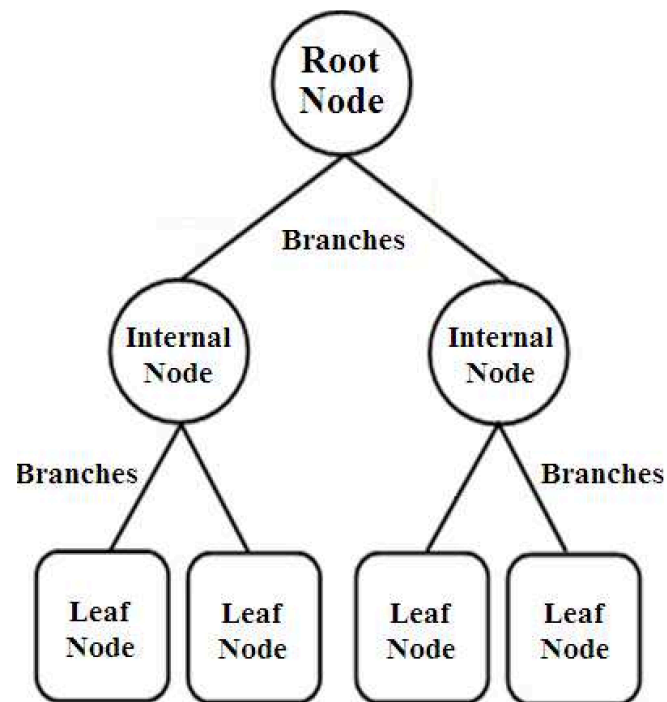 Root
Node
Branches
Internal
Node
Internal
Node
Branches
Branches
Leaf
Node
Leaf
Node
Leaf
Node
Leaf
Node